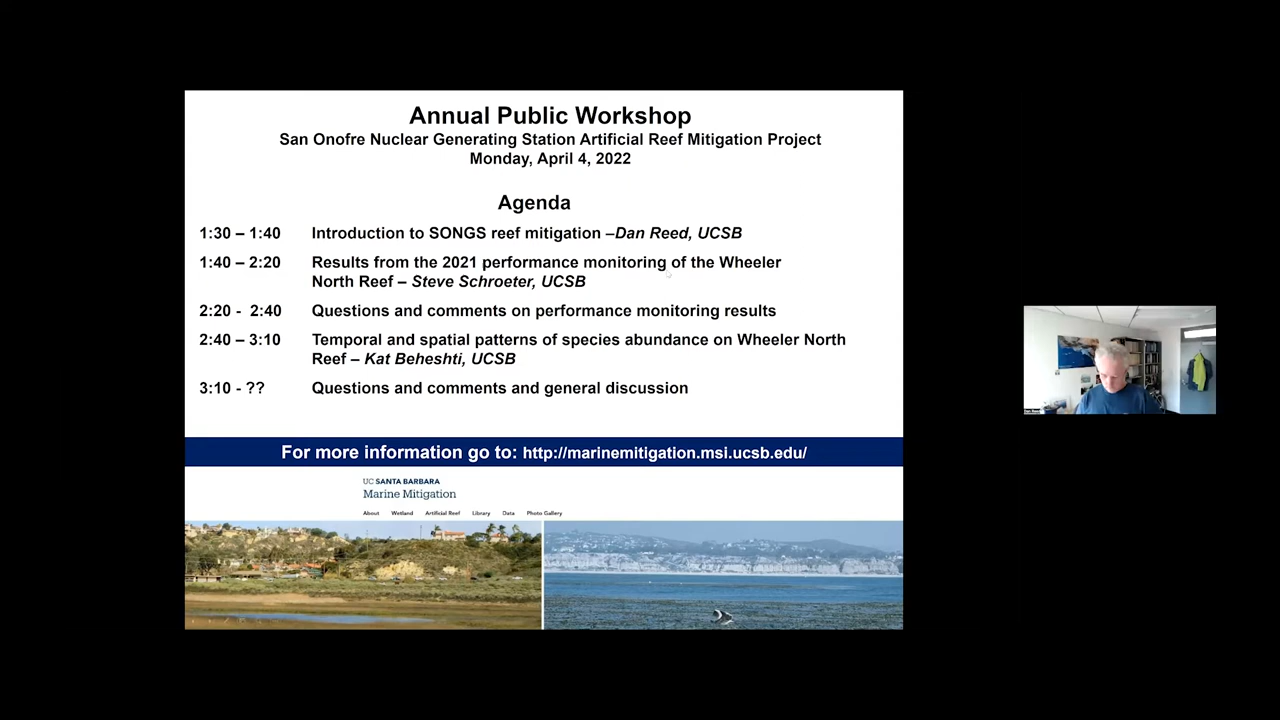 Annual Public Workshop
San Onofre Nuclear Generating Station Artificial Reef Mitigation Project
Monday, April 4, 2022
Agenda
1:30 – 1:40 Introduction to SONGS reef mitigation –Dan Reed, UCSB
1:40 – 2:20 Results from the 2021 performance monitoring of the Wheeler
North Reef – Steve Schroeter, UCSB
2:20 - 2:40 Questions and comments on performance monitoring results
2:40 – 3:10 Temporal and spatial patterns of species abundance on Wheeler North
Reef – Kat Beheshti, UCSB
3:10 - ?? Questions and comments and general discussion
For more information go to: http://marinemitigation.msi.ucsb.edu/
UC SANTA BARBARA
Marine Mitigation
About Wetland Artificial Reef Library Data Photo Gallery
Dan Reed